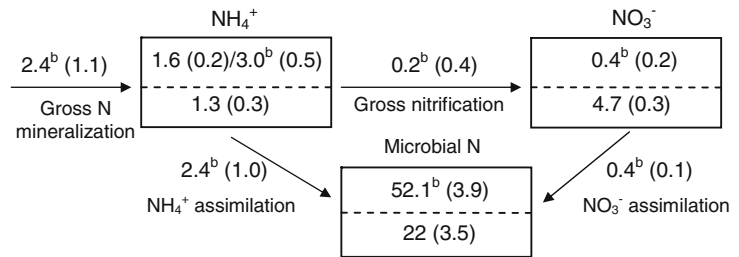 NH₄⁺ NO₃⁻
2.4ᵇ (1.1) 1.6 (0.2)/3.0ᵇ (0.5) 0.2ᵇ (0.4) 0.4ᵇ (0.2)
Gross N 1.3 (0.3) Gross nitrification 4.7 (0.3)
mineralization
Microbial N
2.4ᵇ (1.0) 0.4ᵇ (0.1)
52.1ᵇ (3.9)
NH₄⁺ assimilation NO₃⁻ assimilation
22 (3.5)